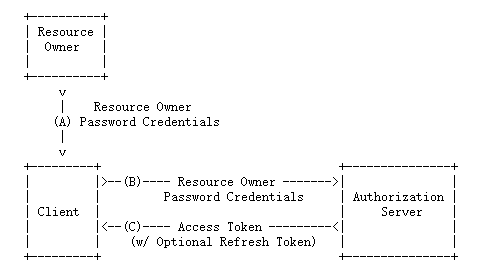 Resource
Owner
v
Resource Owner
(A) Password Credentials
v
>--(B)---- Resource Owner ------->
Password Credentials
Client
Authorization
Server
<--(C)---- Access Token ---------<
(w/ Optional Refresh Token)